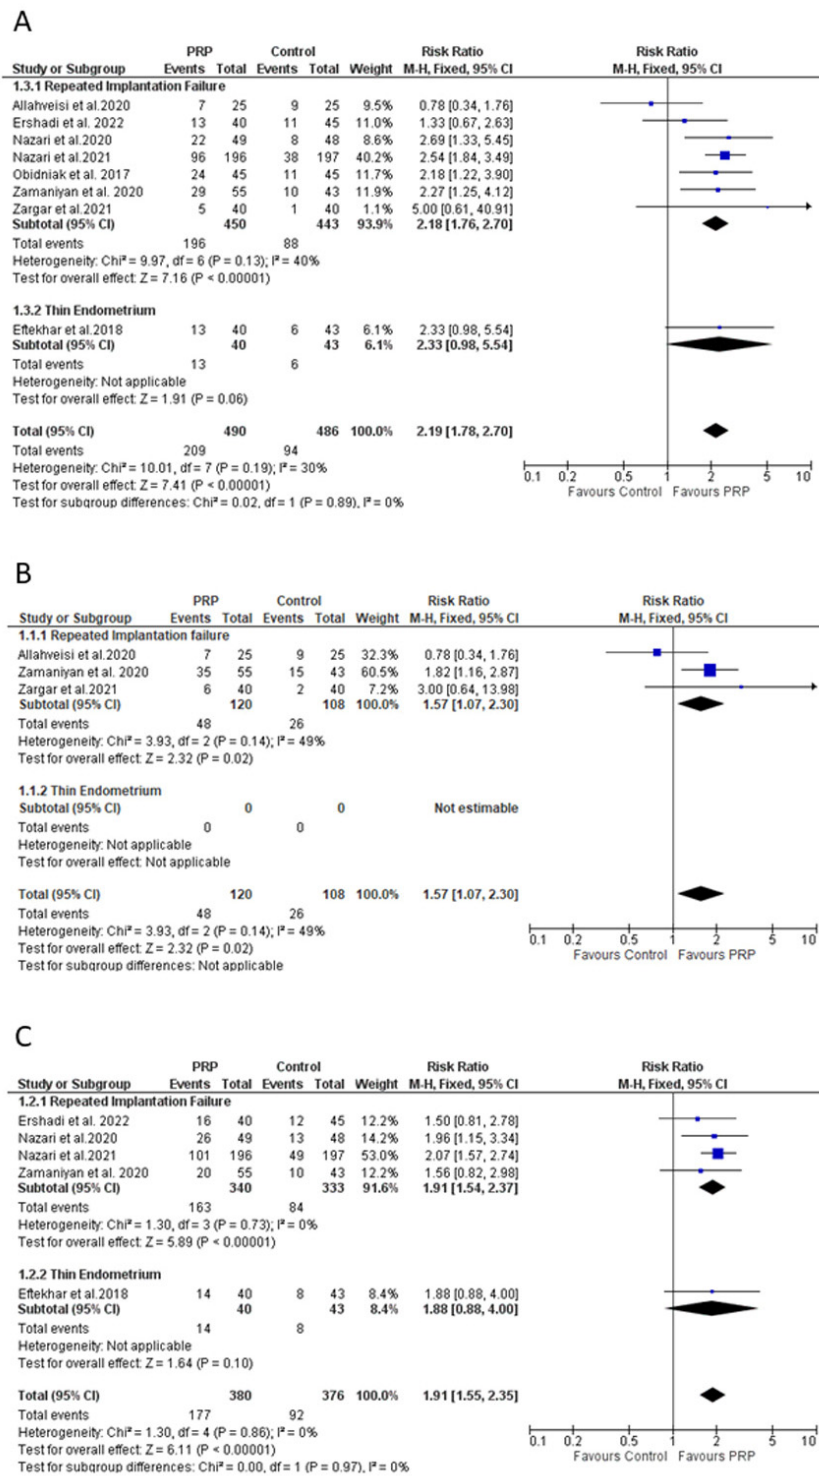 A
PRP Control Risk Ratio Risk Ratio
Study or Subgroup Events Total Events Total Weight M-H, Fixed, 95% CI M-H, Fixed, 95% CI
1.3.1 Repeated Implantation Failure
Allahveisi et al.2020 7 25 9 25 9.5% 0.78 [0.34, 1.76]
Ershadi et al. 2022 13 40 11 45 11.0% 1.33 [0.67, 2.63]
Nazari et al.2020 22 49 8 48 8.6% 2.69 [1.33, 5.45]
Nazari et al.2021 96 196 38 197 40.2% 2.54 [1.84, 3.49]
Obidniak et al. 2017 24 45 11 45 11.6% 2.18 [1.22, 3.90]
Zamaniyan et al. 2020 29 55 10 43 11.9% 2.27 [1.25, 4.12]
Zargar et al.2021 5 40 1 40 1.1% 5.00 [0.61, 40.91]
Subtotal (95% CI) 450 443 93.9% 2.18 [1.76, 2.70]
Total events 196 88
Heterogeneity: Chi² = 9.97, df = 6 (P = 0.13); I² = 40%
Test for overall effect: Z = 7.16 (P < 0.00001)
1.3.2 Thin Endometrium
Eftekhar et al.2018 13 40 6 43 6.1% 2.33 [0.98, 5.54]
Subtotal (95% CI) 40 43 6.1% 2.33 [0.98, 5.54]
Total events 13 6
Heterogeneity: Not applicable
Test for overall effect: Z = 1.91 (P = 0.06)
Total (95% CI) 490 486 100.0% 2.19 [1.78, 2.70]
Total events 209 94
Heterogeneity: Chi² = 10.01, df = 7 (P = 0.19); I² = 30%
Test for overall effect: Z = 7.41 (P < 0.00001)
Test for subgroup differences: Chi² = 0.02, df = 1 (P = 0.89), I² = 0%
0.1 0.2 0.5 1 2 5 10
Favours Control Favours PRP
B
PRP Control Risk Ratio Risk Ratio
Study or Subgroup Events Total Events Total Weight M-H, Fixed, 95% CI M-H, Fixed, 95% CI
1.1.1 Repeated Implantation failure
Allahveisi et al.2020 7 25 9 25 32.3% 0.78 [0.34, 1.76]
Zamaniyan et al. 2020 35 55 15 43 60.5% 1.82 [1.16, 2.87]
Zargar et al.2021 6 40 2 40 7.2% 3.00 [0.64, 13.98]
Subtotal (95% CI) 120 108 100.0% 1.57 [1.07, 2.30]
Total events 48 26
Heterogeneity: Chi² = 3.93, df = 2 (P = 0.14); I² = 49%
Test for overall effect: Z = 2.32 (P = 0.02)
1.1.2 Thin Endometrium
Subtotal (95% CI) 0 0 Not estimable
Total events 0 0
Heterogeneity: Not applicable
Test for overall effect: Not applicable
Total (95% CI) 120 108 100.0% 1.57 [1.07, 2.30]
Total events 48 26
Heterogeneity: Chi² = 3.93, df = 2 (P = 0.14); I² = 49%
Test for overall effect: Z = 2.32 (P = 0.02)
Test for subgroup differences: Not applicable
0.1 0.2 0.5 1 2 5 10
Favours Control Favours PRP
C
PRP Control Risk Ratio Risk Ratio
Study or Subgroup Events Total Events Total Weight M-H, Fixed, 95% CI M-H, Fixed, 95% CI
1.2.1 Repeated Implantation Failure
Ershadi et al. 2022 16 40 12 45 12.2% 1.50 [0.81, 2.78]
Nazari et al.2020 26 49 13 48 14.2% 1.96 [1.15, 3.34]
Nazari et al.2021 101 196 49 197 53.0% 2.07 [1.57, 2.74]
Zamaniyan et al. 2020 20 55 10 43 12.2% 1.56 [0.82, 2.98]
Subtotal (95% CI) 340 333 91.6% 1.91 [1.54, 2.37]
Total events 163 84
Heterogeneity: Chi² = 1.30, df = 3 (P = 0.73); I² = 0%
Test for overall effect: Z = 5.89 (P < 0.00001)
1.2.2 Thin Endometrium
Eftekhar et al.2018 14 40 8 43 8.4% 1.88 [0.88, 4.00]
Subtotal (95% CI) 40 43 8.4% 1.88 [0.88, 4.00]
Total events 14 8
Heterogeneity: Not applicable
Test for overall effect: Z = 1.64 (P = 0.10)
Total (95% CI) 380 376 100.0% 1.91 [1.55, 2.35]
Total events 177 92
Heterogeneity: Chi² = 1.30, df = 4 (P = 0.86); I² = 0%
Test for overall effect: Z = 6.11 (P < 0.00001)
Test for subgroup differences: Chi² = 0.00, df = 1 (P = 0.97), I² = 0%
0.1 0.2 0.5 1 2 5 10
Favours Control Favours PRP